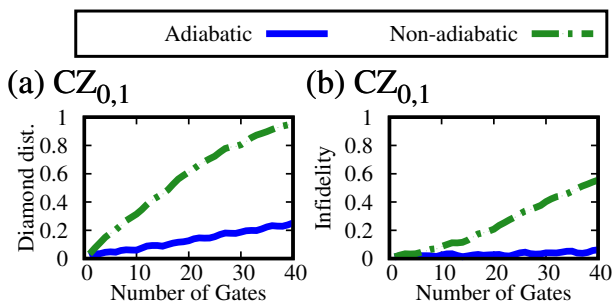 Adiabatic Non-adiabatic
(a) CZ0,1 (b) CZ0,1
Diamond dist.
1
0.8
0.6
0.4
0.2
0
0 10 20 30 40
Number of Gates
Infidelity
1
0.8
0.6
0.4
0.2
0
0 10 20 30 40
Number of Gates